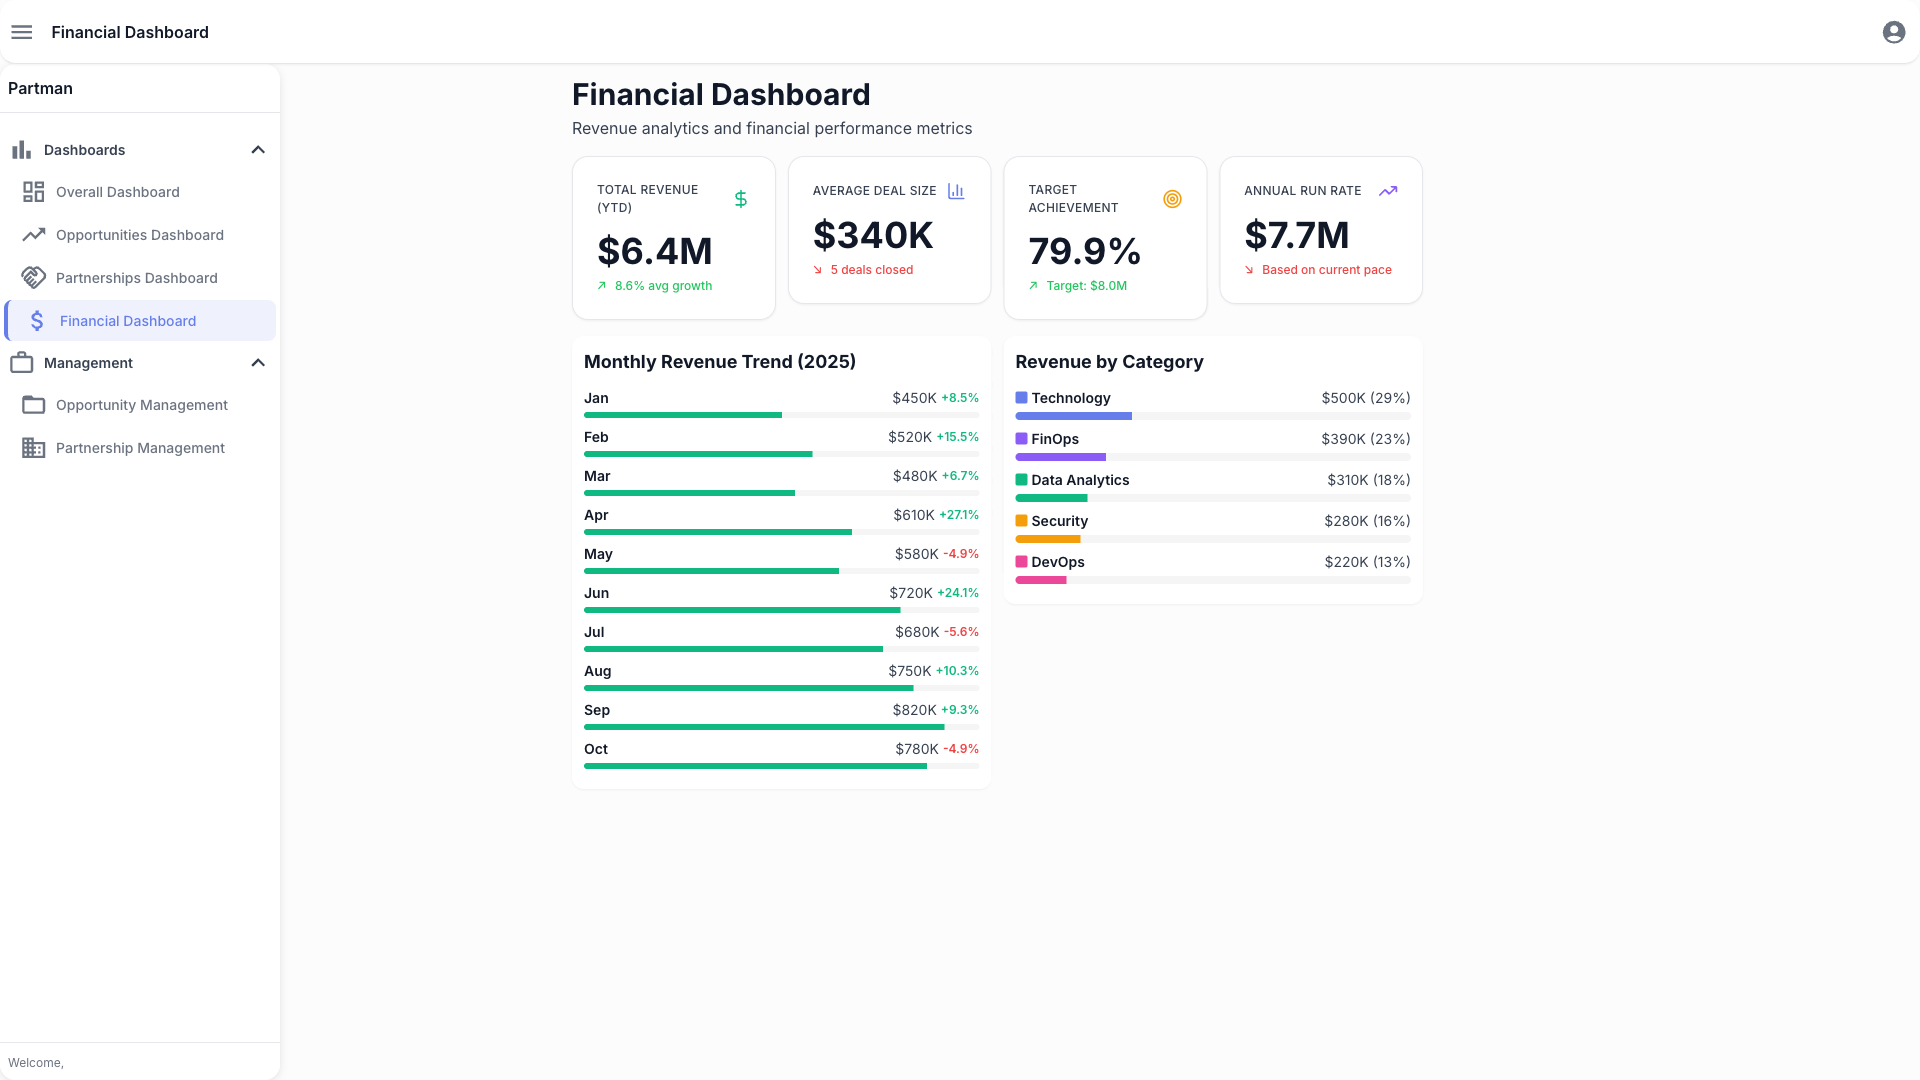 Financial Dashboard
Partman
Dashboards
Overall Dashboard
Opportunities Dashboard
Partnerships Dashboard
Financial Dashboard
Management
Opportunity Management
Partnership Management
Welcome,
Financial Dashboard
Revenue analytics and financial performance metrics
TOTAL REVENUE
(YTD)
$6.4M
8.6% avg growth
AVERAGE DEAL SIZE
$340K
5 deals closed
TARGET
ACHIEVEMENT
79.9%
Target: $8.0M
ANNUAL RUN RATE
$7.7M
Based on current pace
Monthly Revenue Trend (2025)
Jan $450K +8.5%
Feb $520K +15.5%
Mar $480K +6.7%
Apr $610K +27.1%
May $580K -4.9%
Jun $720K +24.1%
Jul $680K -5.6%
Aug $750K +10.3%
Sep $820K +9.3%
Oct $780K -4.9%
Revenue by Category
Technology $500K (29%)
FinOps $390K (23%)
Data Analytics $310K (18%)
Security $280K (16%)
DevOps $220K (13%)